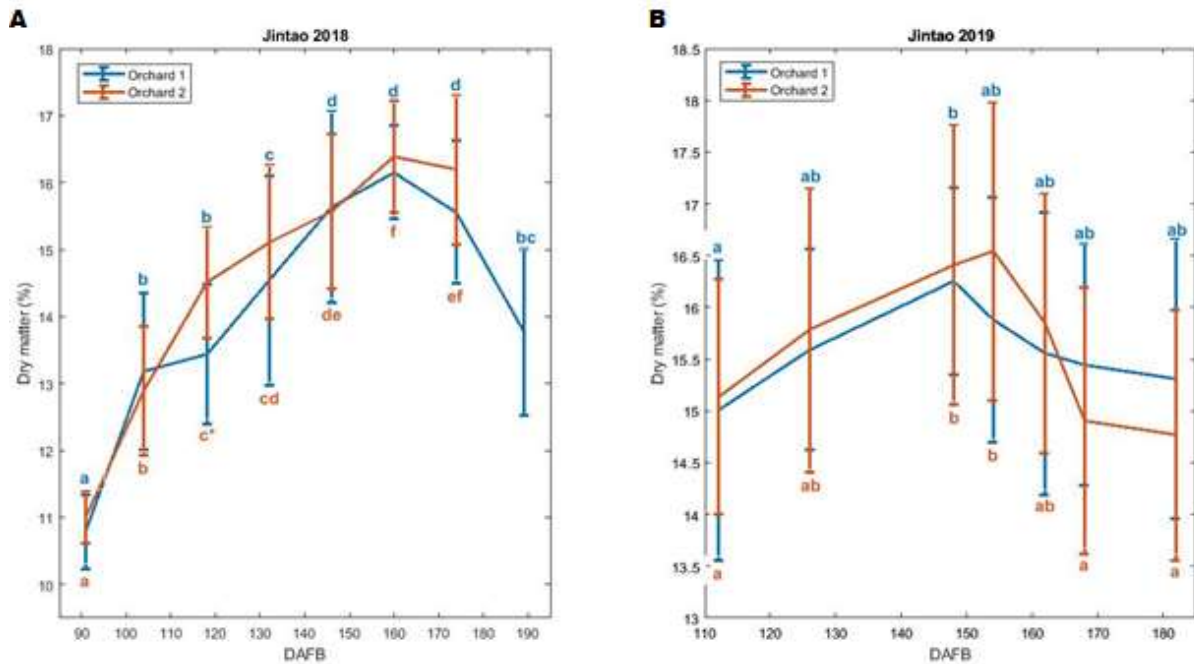 A
Jintao 2018
Orchard 1
Orchard 2
Dry matter (%)
18
17
16
15
14
13
12
11
10
a
b
b
c
d
d
d
bc
a
b
c*
cd
de
f
ef
90
100
110
120
130
140
150
160
170
180
190
DAFB
B
Jintao 2019
Orchard 1
Orchard 2
Dry matter (%)
18.5
18
17.5
17
16.5
16
15.5
15
14.5
14
13.5
13
a
ab
b
ab
ab
ab
ab
a
ab
b
b
ab
a
a
110
120
130
140
150
160
170
180
DAFB